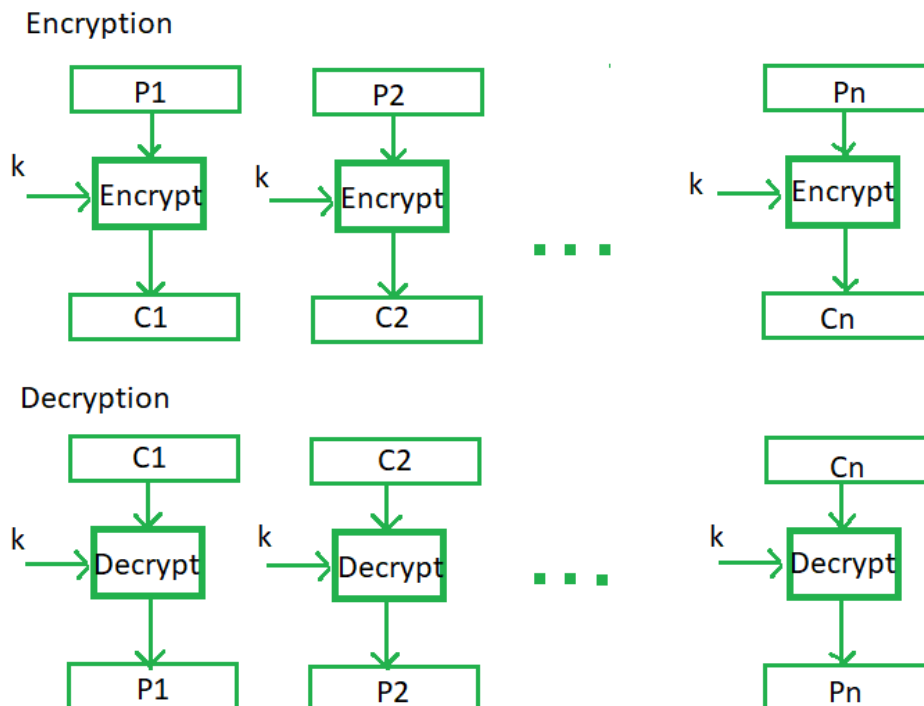 Encryption
P1 P2 Pn
k Encrypt k Encrypt k Encrypt
C1 C2 Cn
Decryption
C1 C2 Cn
k Decrypt k Decrypt k Decrypt
P1 P2 Pn